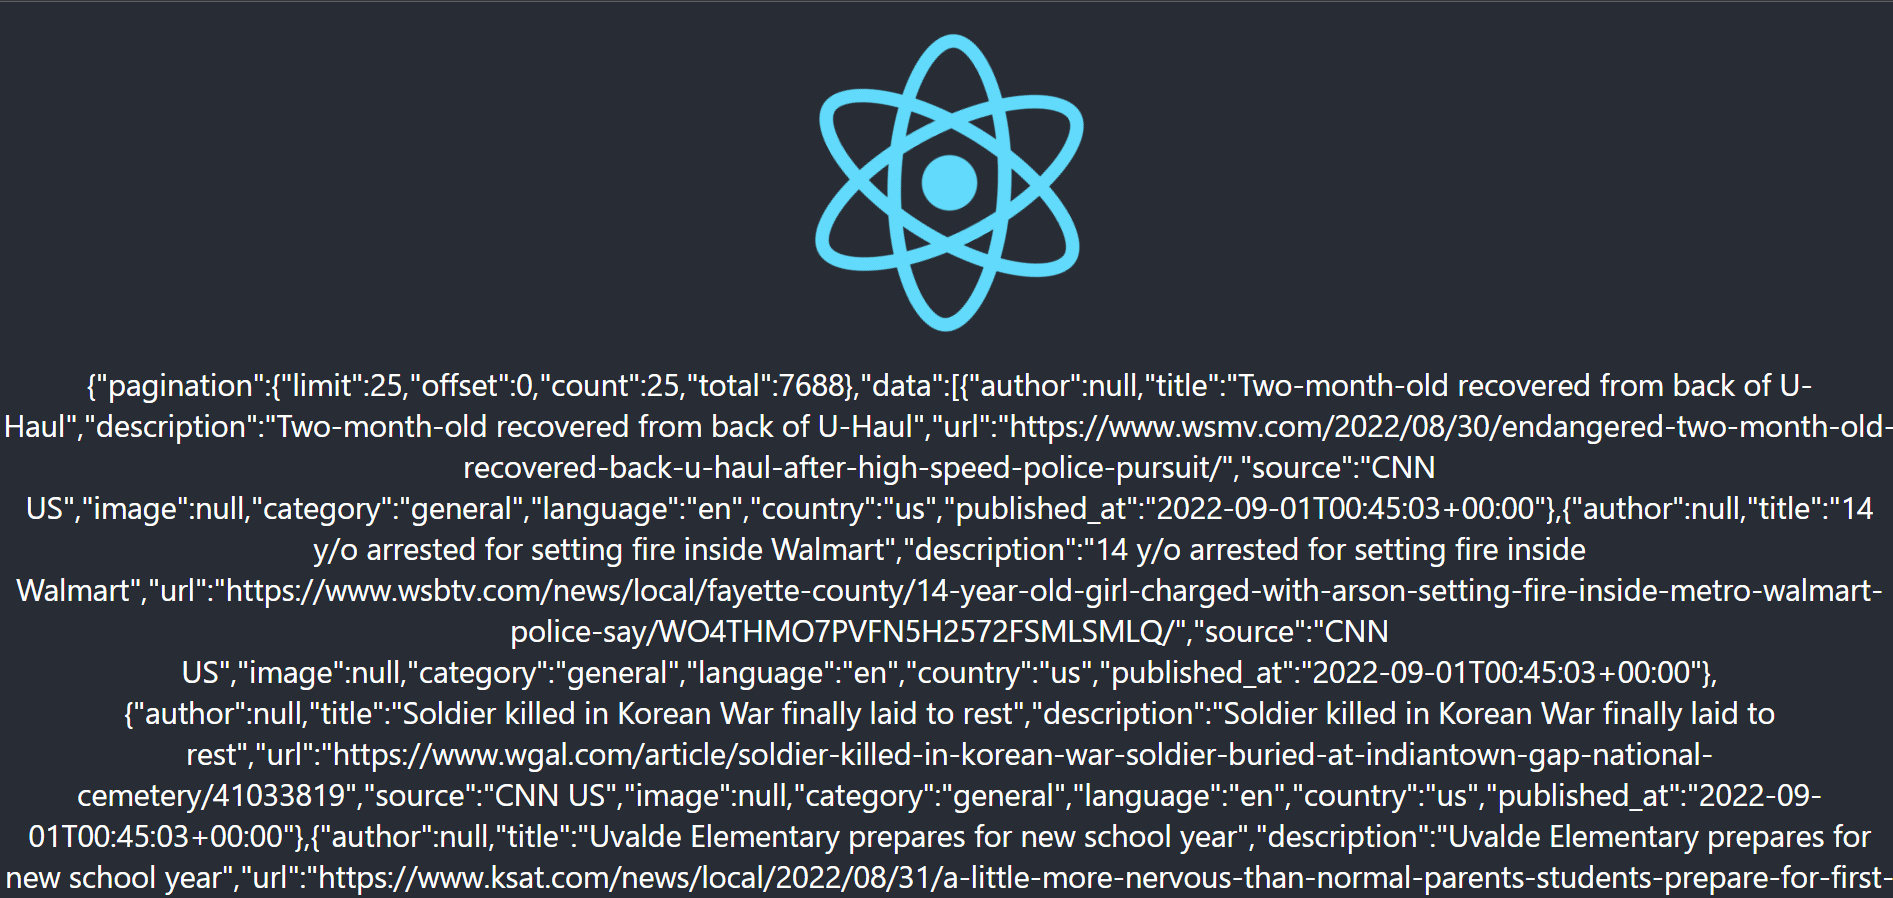 {"pagination":{"limit":25,"offset":0,"count":25,"total":7688},"data":[{"author":null,"title":"Two-month-old recovered from back of U-
Haul","description":"Two-month-old recovered from back of U-Haul","url":"https://www.wsmv.com/2022/08/30/endangered-two-month-old-
recovered-back-u-haul-after-high-speed-police-pursuit/","source":"CNN
US","image":null,"category":"general","language":"en","country":"us","published_at":"2022-09-01T00:45:03+00:00"},{"author":null,"title":"14
y/o arrested for setting fire inside Walmart","description":"14 y/o arrested for setting fire inside
Walmart","url":"https://www.wsbtv.com/news/local/fayette-county/14-year-old-girl-charged-with-arson-setting-fire-inside-metro-walmart-
police-say/WO4THMO7PVFN5H2572FSMLSMLQ/","source":"CNN
US","image":null,"category":"general","language":"en","country":"us","published_at":"2022-09-01T00:45:03+00:00"},
{"author":null,"title":"Soldier killed in Korean War finally laid to rest","description":"Soldier killed in Korean War finally laid to
rest","url":"https://www.wgal.com/article/soldier-killed-in-korean-war-soldier-buried-at-indiantown-gap-national-
cemetery/41033819","source":"CNN US","image":null,"category":"general","language":"en","country":"us","published_at":"2022-09-
01T00:45:03+00:00"},{"author":null,"title":"Uvalde Elementary prepares for new school year","description":"Uvalde Elementary prepares for
new school year","url":"https://www.ksat.com/news/local/2022/08/31/a-little-more-nervous-than-normal-parents-students-prepare-for-first-